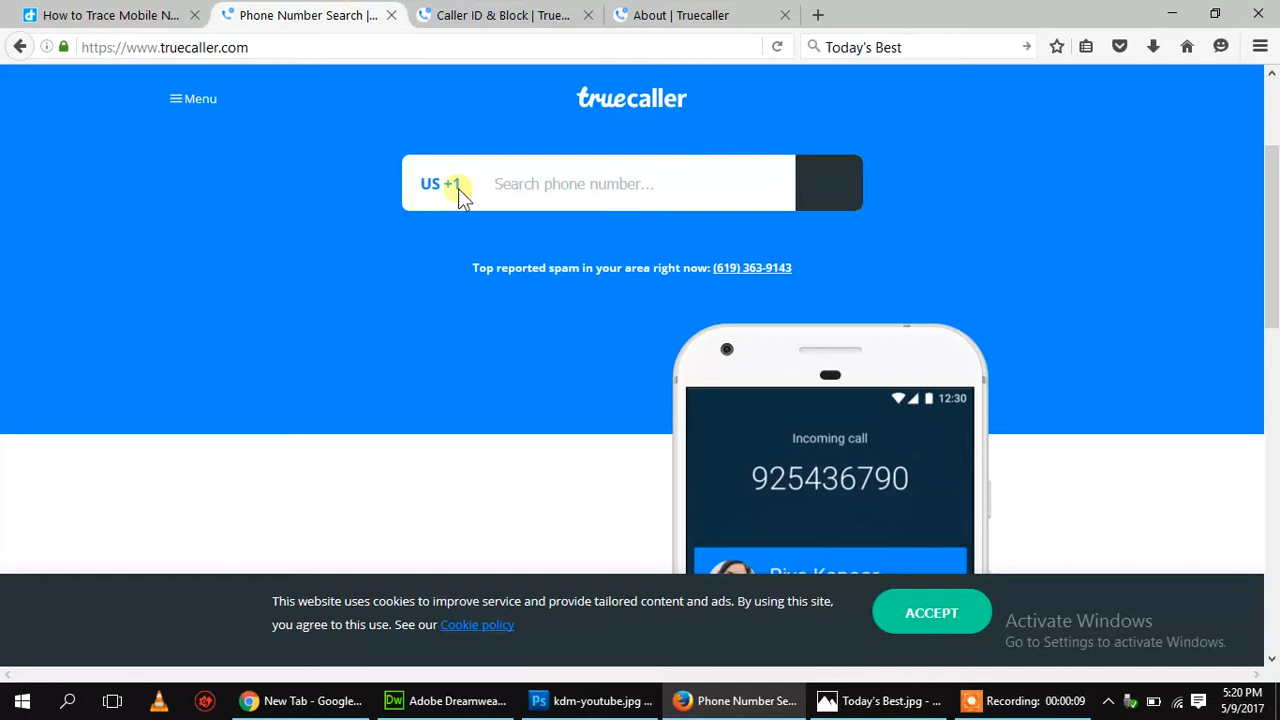 How to Trace Mobile N...
Phone Number Search |...
Caller ID & Block | True...
About | Truecaller
https://www.truecaller.com
Today's Best
Menu
truecaller
US +1
Search phone number...
Top reported spam in your area right now: (619) 363-9143
12:30
Incoming call
925436790
This website uses cookies to improve service and provide tailored content and ads. By using this site,
you agree to this use. See our Cookie policy
ACCEPT
Activate Windows
Go to Settings to activate Windows.
New Tab - Google...
Adobe Dreamwea...
kdm-youtube.jpg ...
Phone Number Se...
Today's Best.jpg - ...
Recording: 00:00:09
5:20 PM
5/9/2017